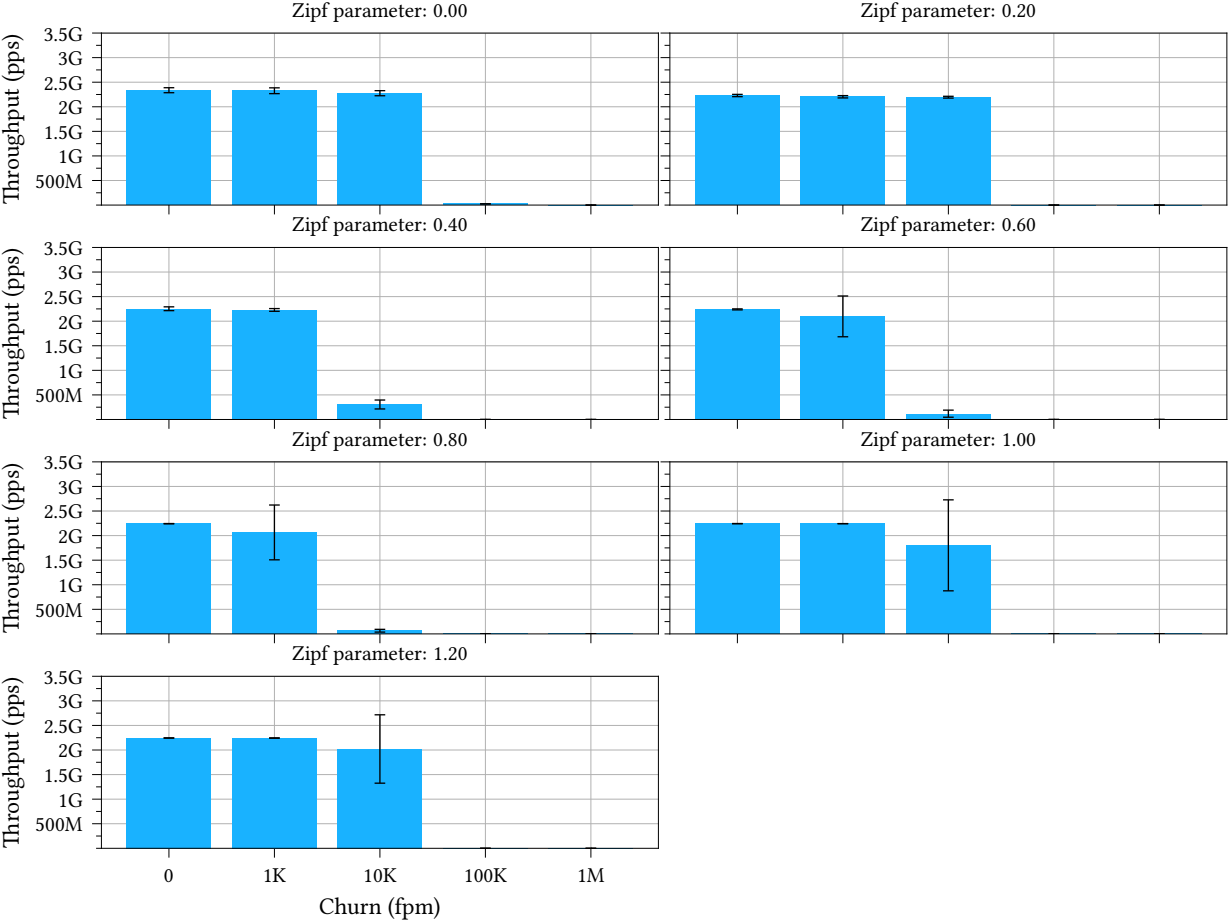 Zipf parameter: 0.00
Zipf parameter: 0.20
Throughput (pps)
3.5G
3G
2.5G
2G
1.5G
1G
500M
Zipf parameter: 0.40
Zipf parameter: 0.60
Throughput (pps)
3.5G
3G
2.5G
2G
1.5G
1G
500M
Zipf parameter: 0.80
Zipf parameter: 1.00
Throughput (pps)
3.5G
3G
2.5G
2G
1.5G
1G
500M
Zipf parameter: 1.20
Throughput (pps)
3.5G
3G
2.5G
2G
1.5G
1G
500M
0 1K 10K 100K 1M
Churn (fpm)